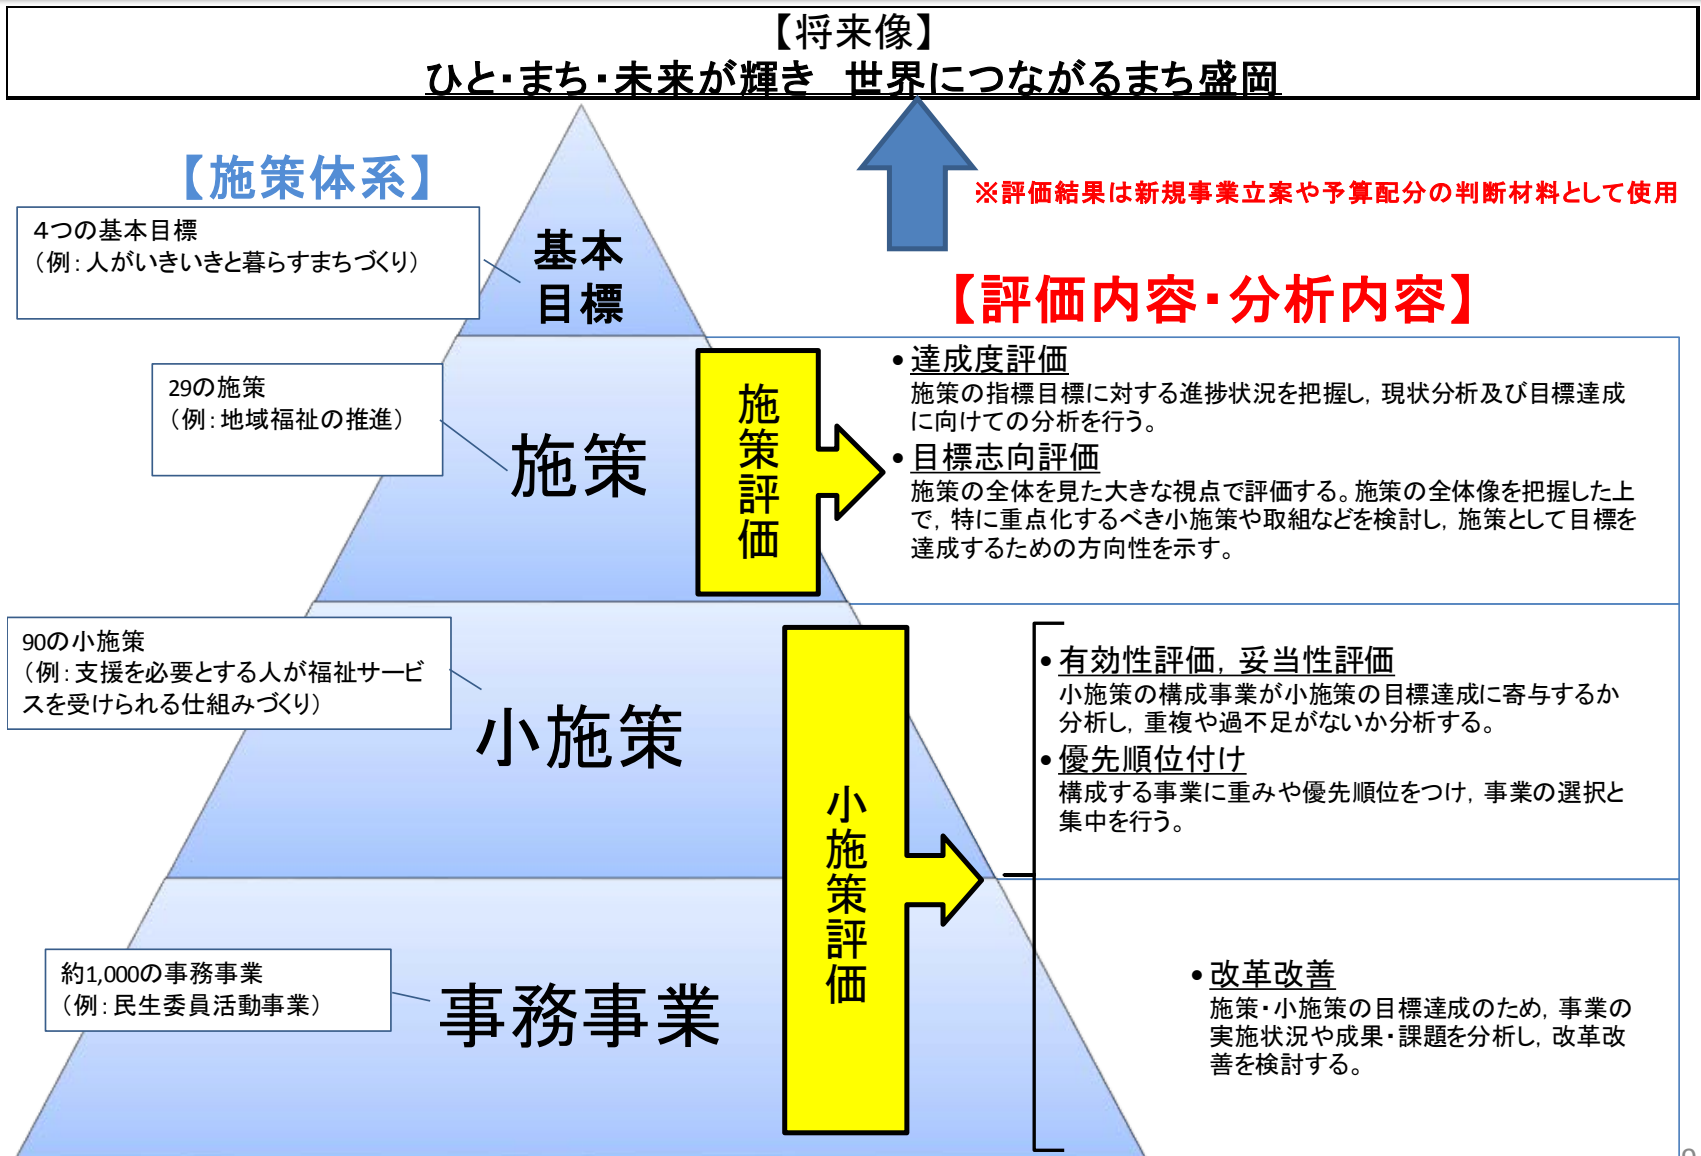 【将来像】
ひと・まち・未来が輝き 世界につながるまち盛岡
【施策体系】
※評価結果は新規事業立案や予算配分の判断材料として使用
4つの基本目標
(例:人がいきいきと暮らすまちづくり)
基本
目標
【評価内容・分析内容】
29の施策
(例:地域福祉の推進)
施策
施策評価
•達成度評価
施策の指標目標に対する進捗状況を把握し,現状分析及び目標達成
に向けての分析を行う。
•目標志向評価
施策の全体を見た大きな視点で評価する。施策の全体像を把握した上
で,特に重点化するべき小施策や取組などを検討し,施策として目標を
達成するための方向性を示す。
90の小施策
(例:支援を必要とする人が福祉サービ
スを受けられる仕組みづくり)
小施策
小施策評価
•有効性評価,妥当性評価
小施策の構成事業が小施策の目標達成に寄与するか
分析し,重複や過不足がないか分析する。
•優先順位付け
構成する事業に重みや優先順位をつけ,事業の選択と
集中を行う。
約1,000の事務事業
(例:民生委員活動事業)
事務事業
•改革改善
施策・小施策の目標達成のため,事業の
実施状況や成果・課題を分析し,改革改
善を検討する。